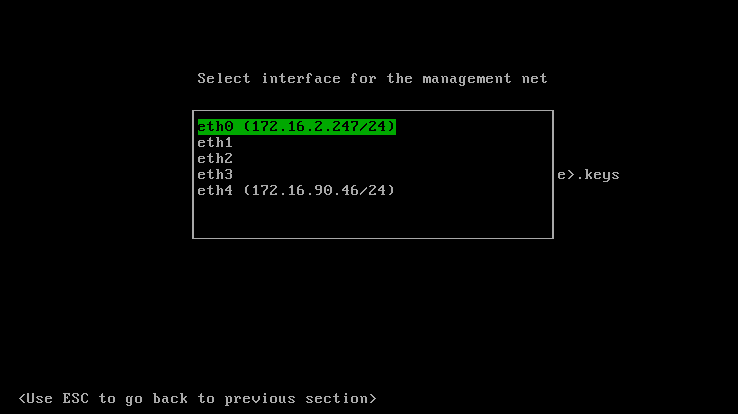 Select interface for the management net
eth0 (172.16.2.247/24)
eth1
eth2
eth3
e>.keys
eth4 (172.16.90.46/24)
<Use ESC to go back to previous section>